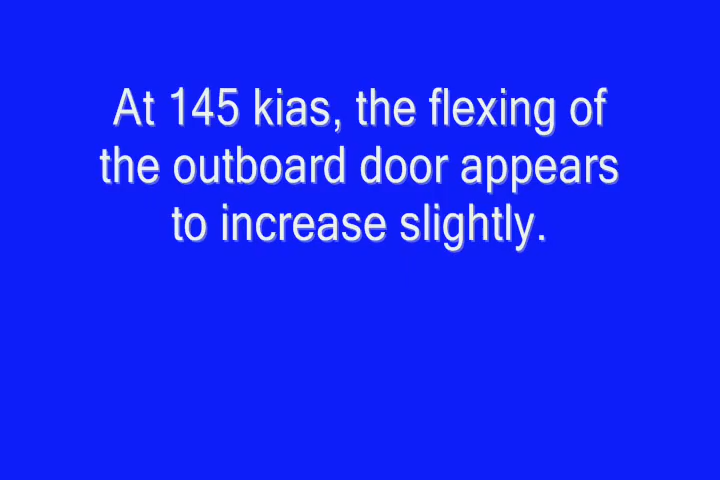 At 145 kias, the flexing of
the outboard door appears
to increase slightly.